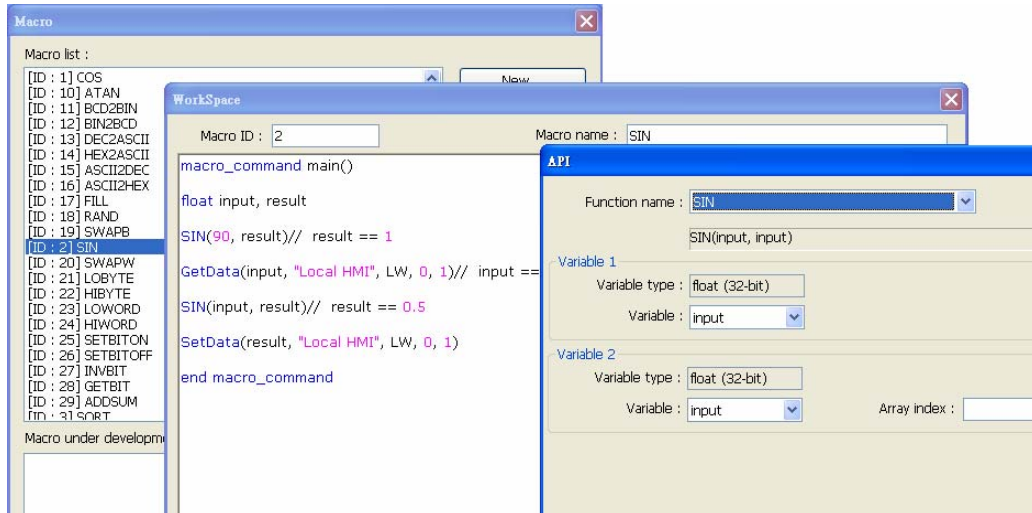 Macro
Macro list :
[ID : 1] COS
[ID : 10] ATAN
[ID : 11] BCD2BIN
[ID : 12] BIN2BCD
[ID : 13] DEC2ASCII
[ID : 14] HEX2ASCII
[ID : 15] ASCII2DEC
[ID : 16] ASCII2HEX
[ID : 17] FILL
[ID : 18] RAND
[ID : 19] SWAPB
[ID : 2] SIN
[ID : 20] SWAPW
[ID : 21] LOBYTE
[ID : 22] HIBYTE
[ID : 23] LOWORD
[ID : 24] HIWORD
[ID : 25] SETBITON
[ID : 26] SETBITOFF
[ID : 27] INVBIT
[ID : 28] GETBIT
[ID : 29] ADDSUM
[ID : 3] SQRT
Macro under developm
New
WorkSpace
Macro ID : 2
Macro name : SIN
macro_command main()
float input, result
SIN(90, result)// result == 1
GetData(input, "Local HMI", LW, 0, 1)// input ==
SIN(input, result)// result == 0.5
SetData(result, "Local HMI", LW, 0, 1)
end macro_command
API
Function name : SIN
SIN(input, input)
Variable 1
Variable type : float (32-bit)
Variable : input
Variable 2
Variable type : float (32-bit)
Variable : input
Array index :